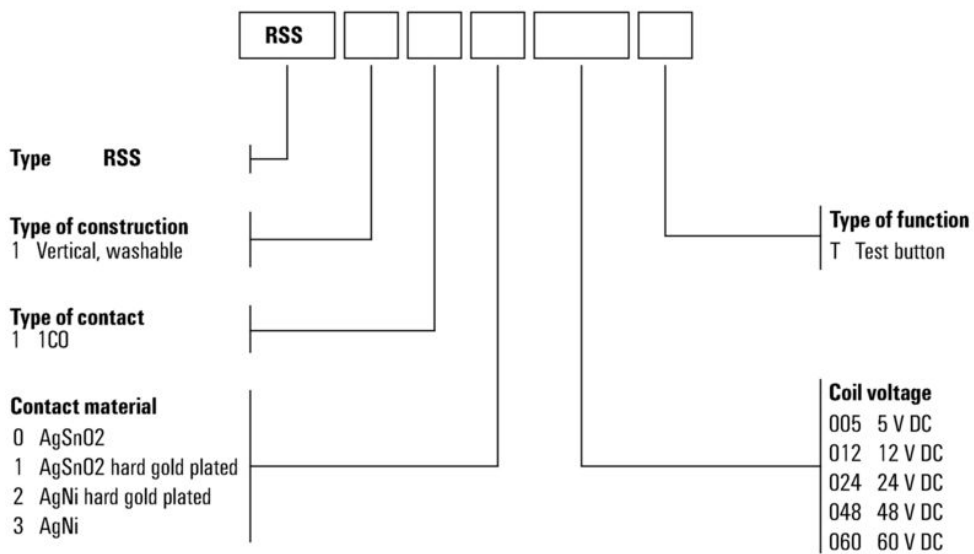 RSS
Type RSS
Type of construction
1 Vertical, washable
Type of contact
1 1CO
Contact material
0 AgSnO2
1 AgSnO2 hard gold plated
2 AgNi hard gold plated
3 AgNi
Type of function
T Test button
Coil voltage
005 5 V DC
012 12 V DC
024 24 V DC
048 48 V DC
060 60 V DC